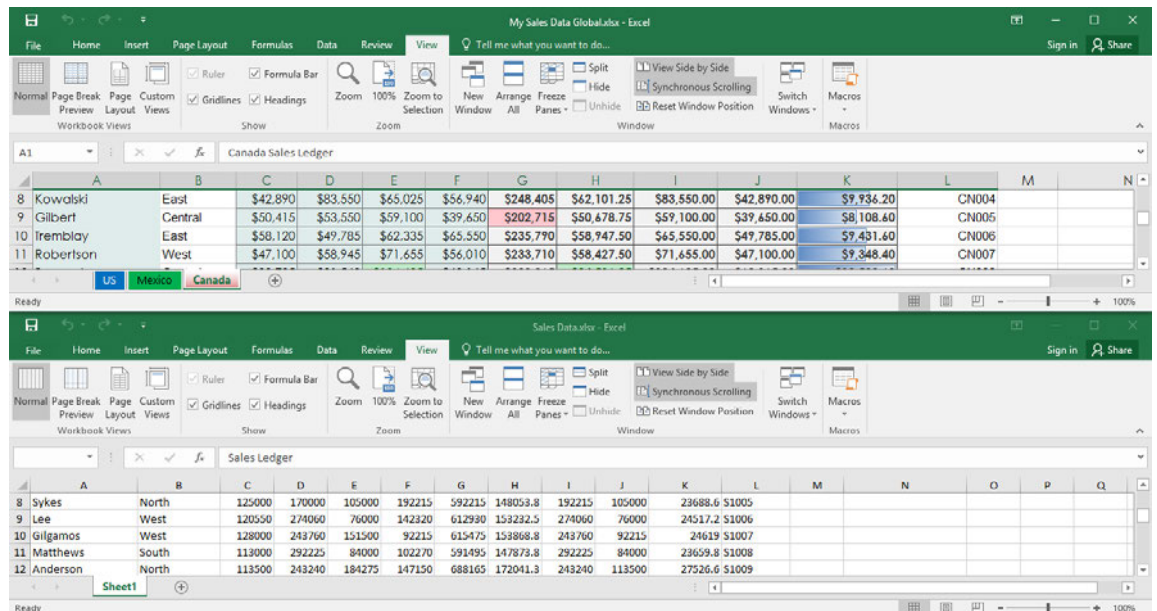 My Sales Data Global.xlsx - Excel
File Home Insert Page Layout Formulas Data Review View Tell me what you want to do... Sign in Share
Normal Page Break Preview Page Layout Custom Views
Ruler Formula Bar
Gridlines Headings
Zoom 100% Zoom to Selection
New Window Arrange All Freeze Panes
Split
Hide
Unhide
View Side by Side
Synchronous Scrolling
Reset Window Position
Switch Windows
Macros
Workbook Views Show Zoom Window Macros
A1 fx Canada Sales Ledger
A B C D E F G H I J K L M N
8 Kowalski East $42,890 $83,550 $65,025 $56,940 $248,405 $62,101.25 $83,550.00 $42,890.00 $9,936.20 CN004
9 Gilbert Central $50,415 $53,550 $59,100 $39,650 $202,715 $50,678.75 $59,100.00 $39,650.00 $8,108.60 CN005
10 Tremblay East $58,120 $49,785 $62,335 $65,550 $235,790 $58,947.50 $65,550.00 $49,785.00 $9,431.60 CN006
11 Robertson West $47,100 $58,945 $71,655 $56,010 $233,710 $58,427.50 $71,655.00 $47,100.00 $9,348.40 CN007
US Mexico Canada
Ready 100%
Sales Data.xlsx - Excel
File Home Insert Page Layout Formulas Data Review View Tell me what you want to do... Sign in Share
Normal Page Break Preview Page Layout Custom Views
Ruler Formula Bar
Gridlines Headings
Zoom 100% Zoom to Selection
New Window Arrange All Freeze Panes
Split
Hide
Unhide
View Side by Side
Synchronous Scrolling
Reset Window Position
Switch Windows
Macros
Workbook Views Show Zoom Window Macros
fx Sales Ledger
A B C D E F G H I J K L M N O P Q
8 Sykes North 125000 170000 105000 192215 592215 148053.8 192215 105000 23688.6 S1005
9 Lee West 120550 274060 76000 142320 612930 153232.5 274060 76000 24517.2 S1006
10 Gilgamos West 128000 243760 151500 92215 615475 153868.8 243760 92215 24619 S1007
11 Matthews South 113000 292225 84000 102270 591495 147873.8 292225 84000 23659.8 S1008
12 Anderson North 113500 243240 184275 147150 688165 172041.3 243240 113500 27526.6 S1009
Sheet1
Ready 100%